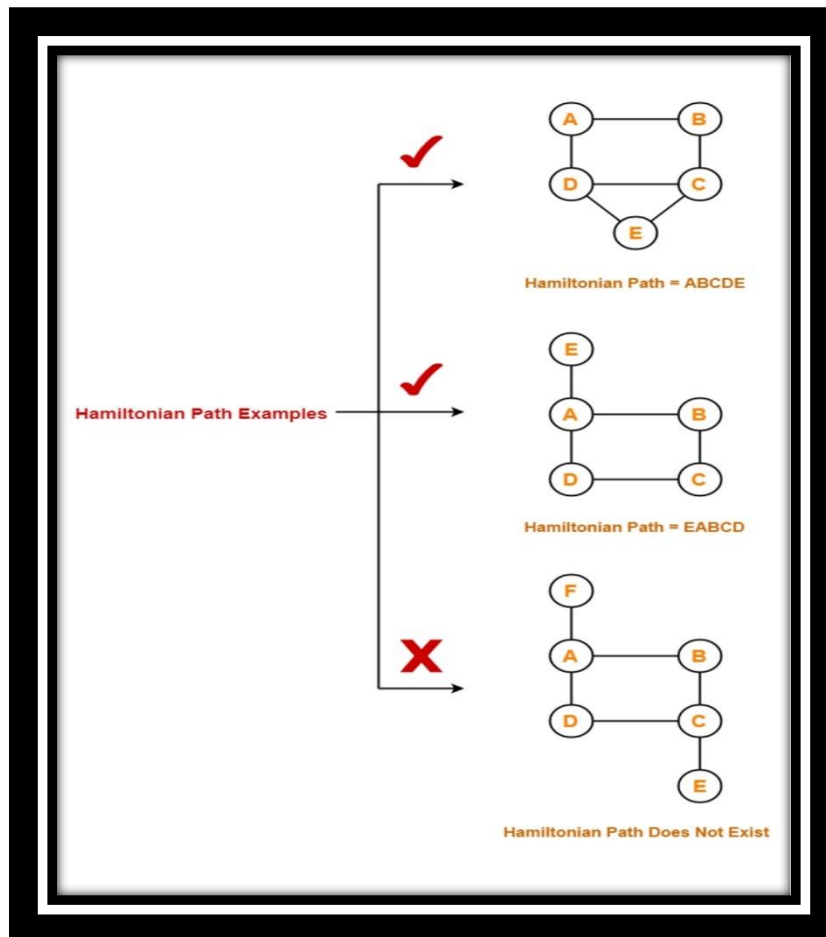 A
B
D
C
E
Hamiltonian Path = ABCDE
E
A
B
D
C
Hamiltonian Path Examples
Hamiltonian Path = EABCD
F
A
B
D
C
E
Hamiltonian Path Does Not Exist